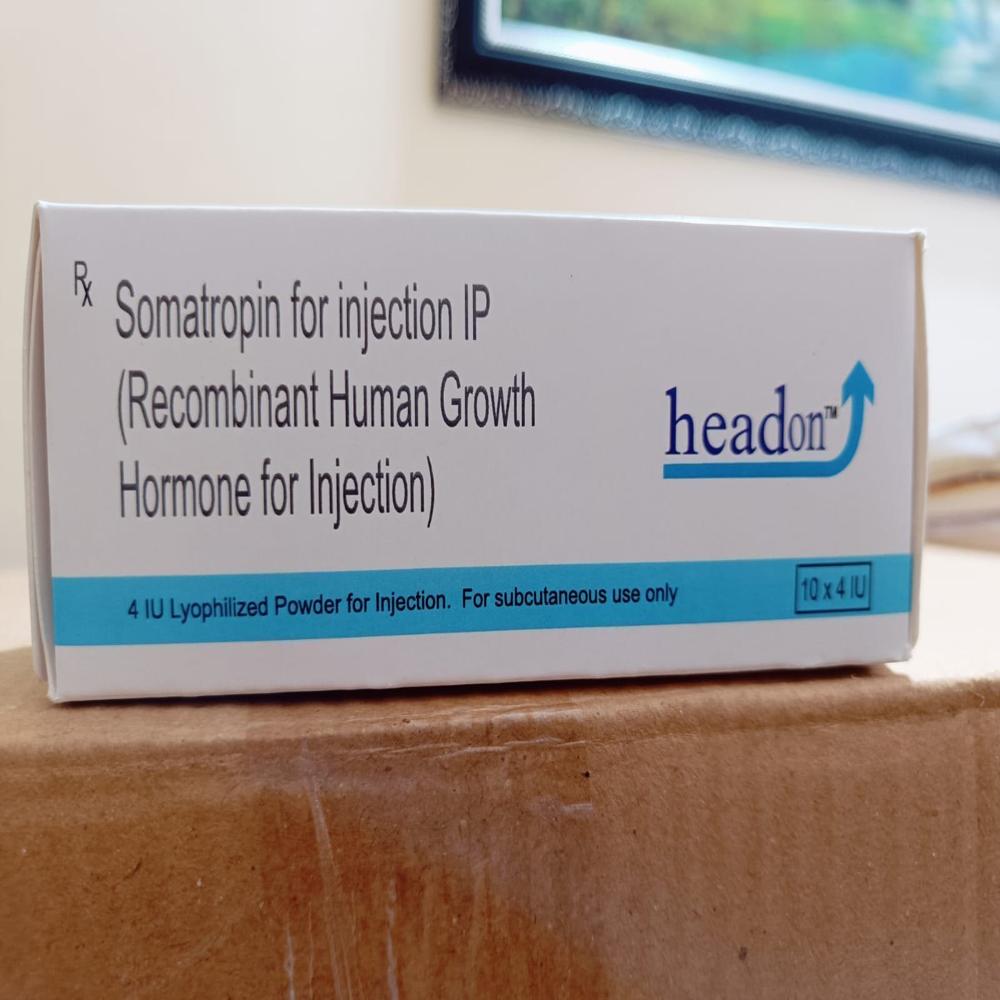 Rx Somatropin for injection IP
(Recombinant Human Growth
Hormone for Injection)
headon™
4 IU Lyophilized Powder for Injection. For subcutaneous use only
10 x 4 IU